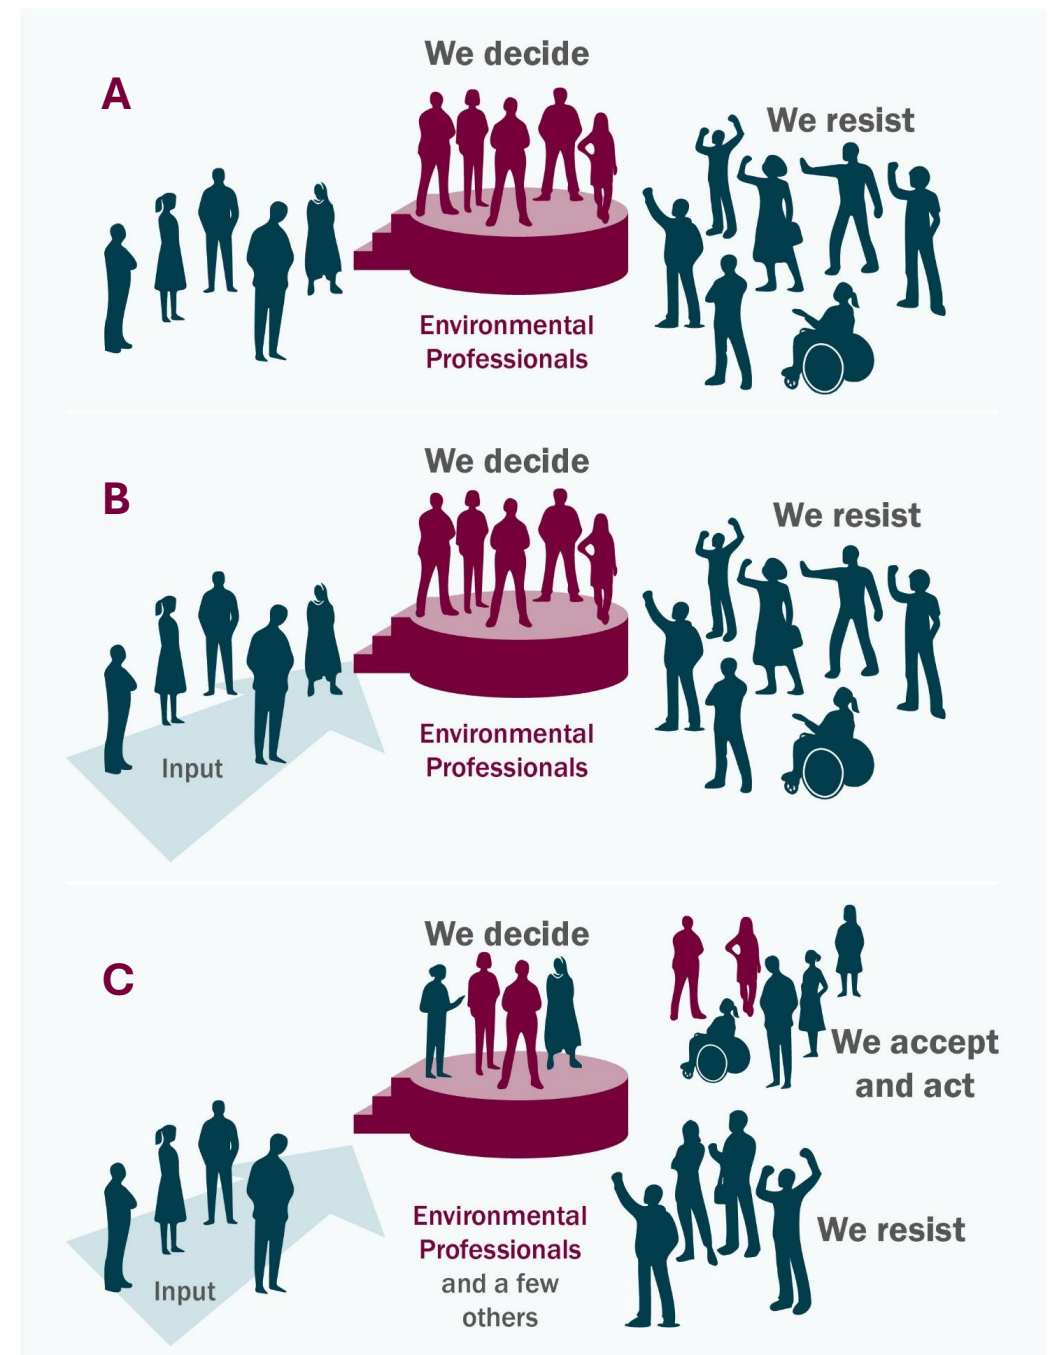 A
We decide
We resist
Environmental
Professionals
B
We decide
We resist
Input
Environmental
Professionals
C
We decide
We accept
and act
Input
Environmental
Professionals
and a few
others
We resist